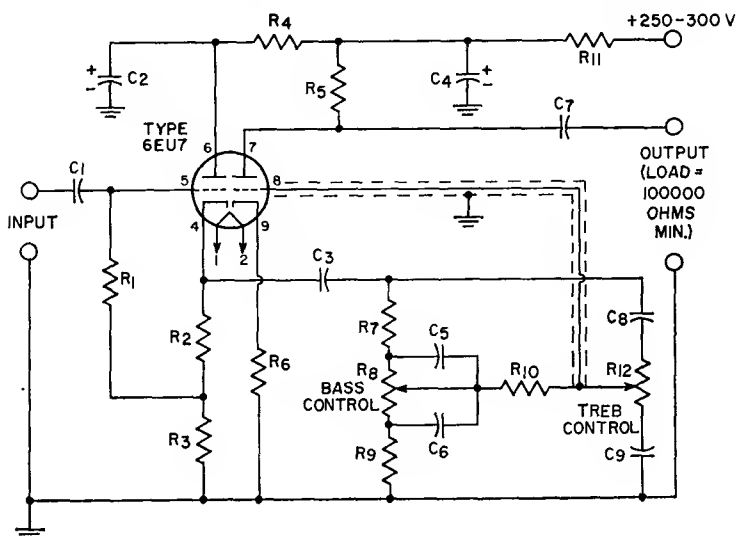 R4
+250-300 V
R11
+
-
C2
R5
+
-
C4
C7
TYPE
6EU7
6
7
C1
5
8
OUTPUT
(LOAD =
100000
OHMS
MIN.)
INPUT
4
9
1
2
C3
R1
R2
R6
R7
C5
C8
R8
BASS
CONTROL
R10
R12
TREB
CONTROL
R3
C6
R9
C9